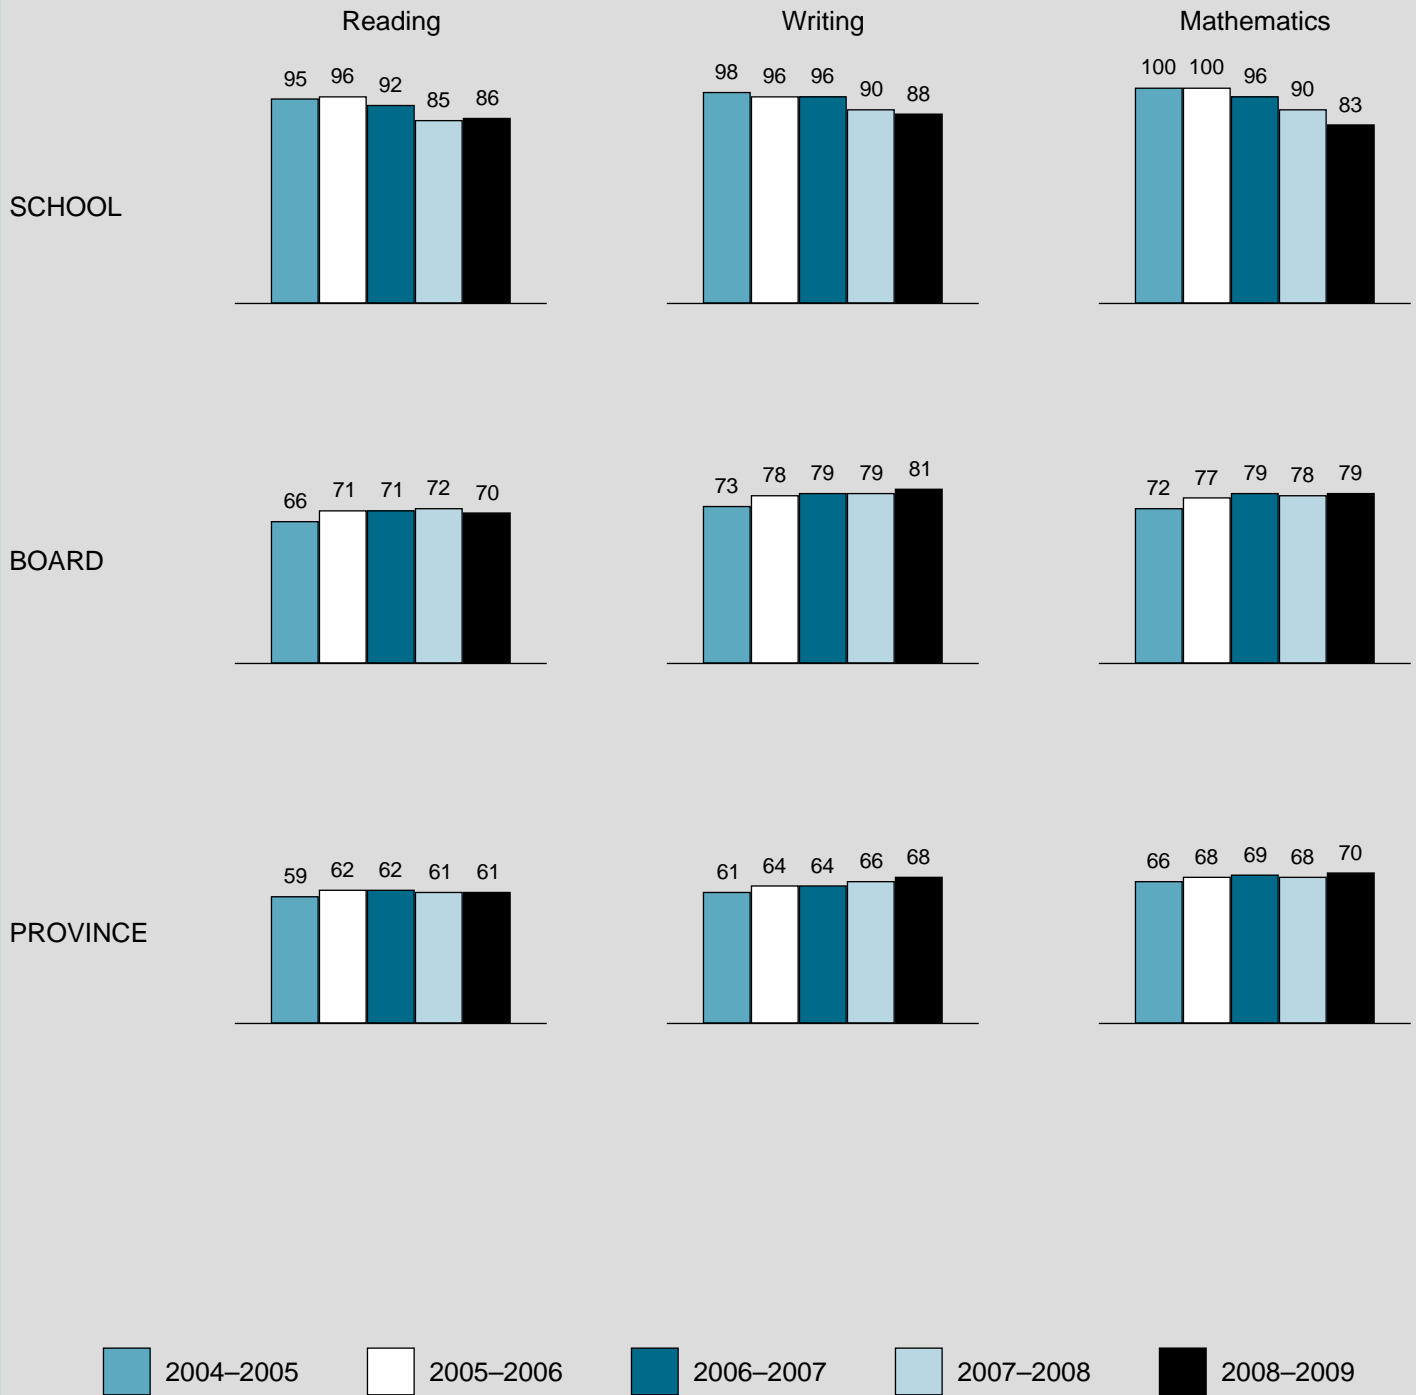 Reading Writing Mathematics
95 96 92 85 86 98 96 96 90 88 100 100 96 90 83
SCHOOL
66 71 71 72 70 73 78 79 79 81 72 77 79 78 79
BOARD
59 62 62 61 61 61 64 64 66 68 66 68 69 68 70
PROVINCE
2004–2005 2005–2006 2006–2007 2007–2008 2008–2009